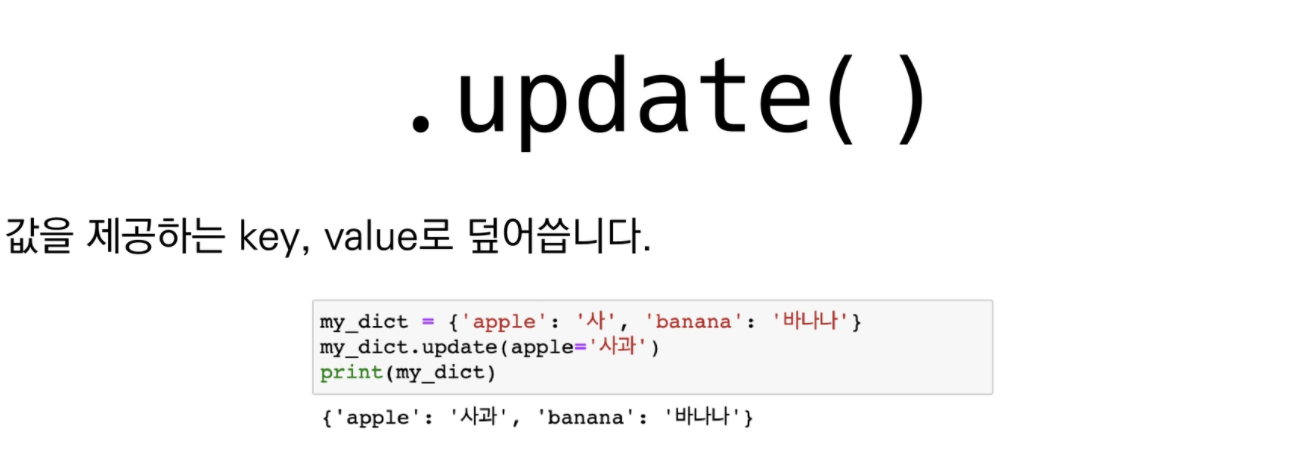 .update()
값을 제공하는 key, value로 덮어씁니다.
my_dict = {'apple': '사', 'banana': '바나나'}
my_dict.update(apple='사과')
print(my_dict)
{'apple': '사과', 'banana': '바나나'}